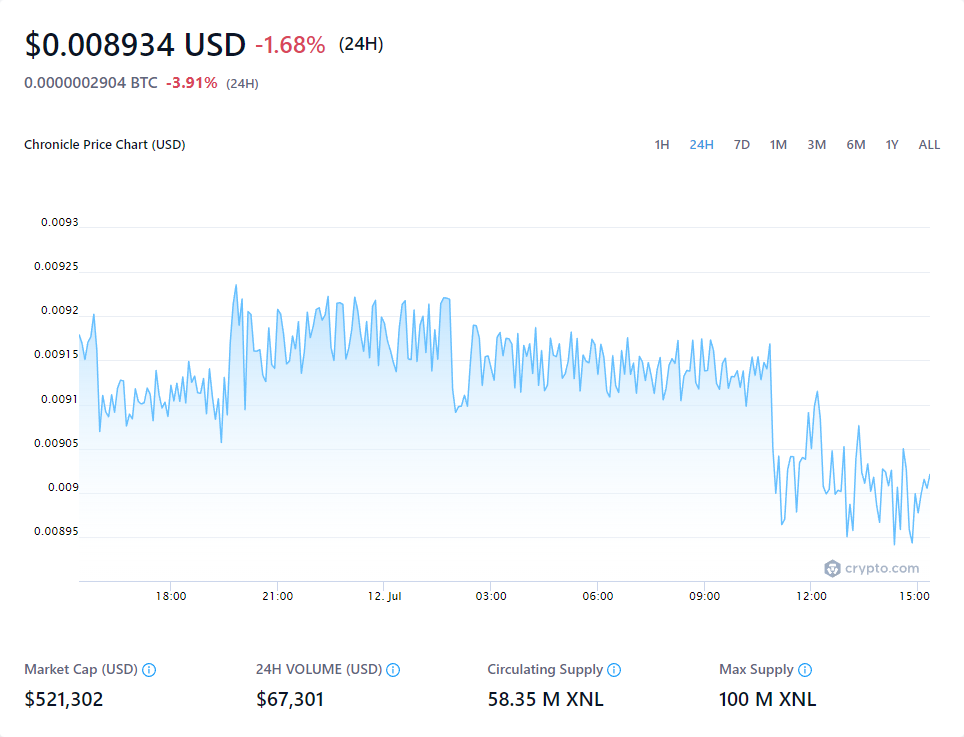 $0.008934 USD -1.68% (24H)
0.0000002904 BTC -3.91% (24H)
Chronicle Price Chart (USD) 1H 24H 7D 1M 3M 6M 1Y ALL
0.0093
0.00925
0.0092
0.00915
0.0091
0.00905
0.009
0.00895
crypto.com
18:00 21:00 12. Jul 03:00 06:00 09:00 12:00 15:00
Market Cap (USD) 24H VOLUME (USD) Circulating Supply Max Supply
$521,302 $67,301 58.35 M XNL 100 M XNL